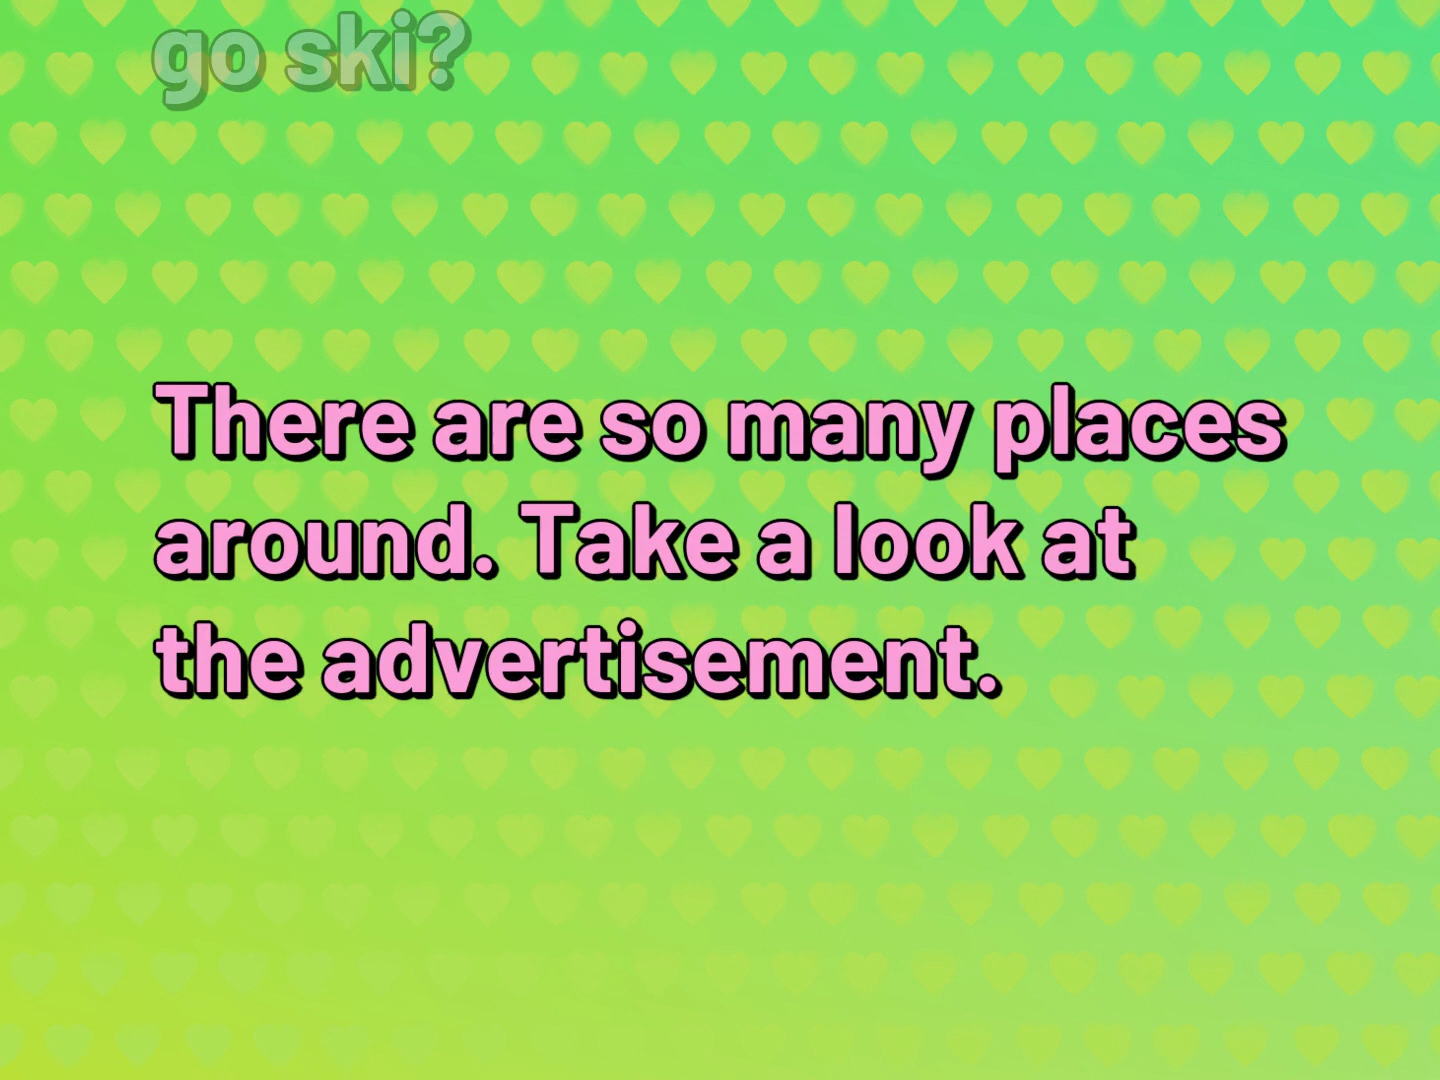 go ski?
There are so many places
around. Take a look at
the advertisement.